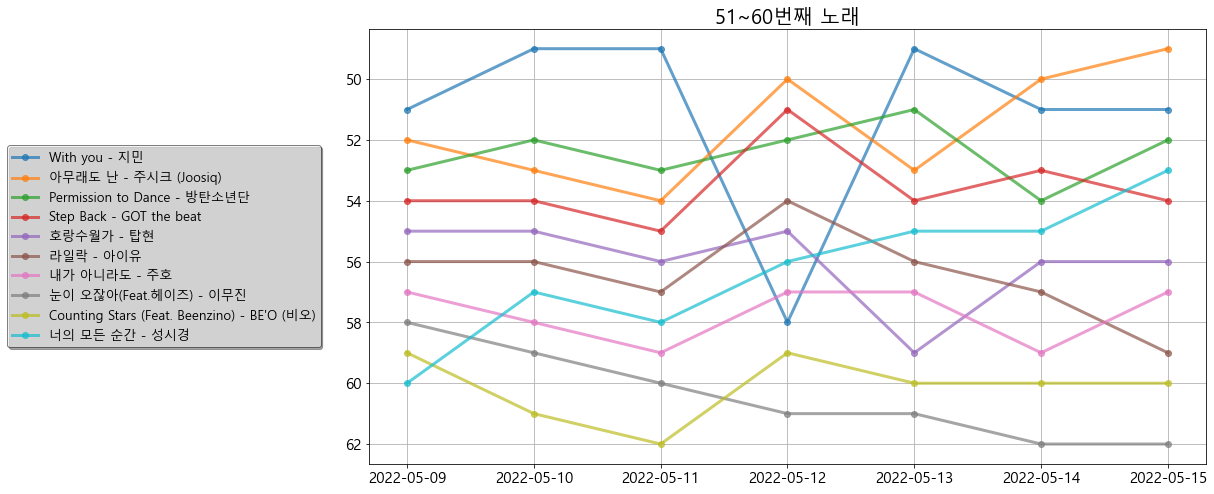 51~60번째 노래
With you - 지민
아무래도 난 - 주시크 (Joosiq)
Permission to Dance - 방탄소년단
Step Back - GOT the beat
호랑수월가 - 탑현
라일락 - 아이유
내가 아니라도 - 주호
눈이 오잖아(Feat.헤이즈) - 이무진
Counting Stars (Feat. Beenzino) - BE'O (비오)
너의 모든 순간 - 성시경
50
52
54
56
58
60
62
2022-05-09 2022-05-10 2022-05-11 2022-05-12 2022-05-13 2022-05-14 2022-05-15